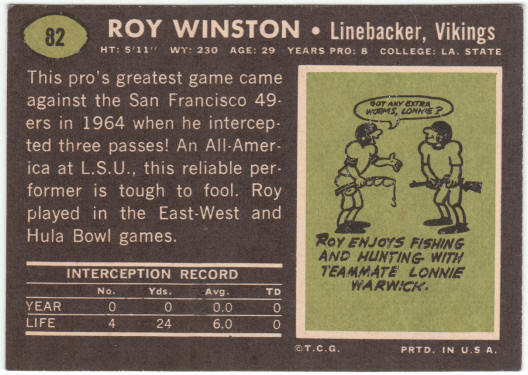 82
ROY WINSTON • Linebacker, Vikings
HT: 5'11" WY: 230 AGE: 29 YEARS PRO: 8 COLLEGE: LA. STATE
This pro's greatest game came
against the San Francisco 49-
ers in 1964 when he intercep-
ted three passes! An All-Amer-
ica at L.S.U., this reliable per-
former is tough to fool. Roy
played in the East-West and
Hula Bowl games.
INTERCEPTION RECORD
No. Yds. Avg. TD
YEAR 0 0 0.0 0
LIFE 4 24 6.0 0
GOT ANY EXTRA
WORMS, LONNIE?
ROY ENJOYS FISHING
AND HUNTING WITH
TEAMMATE LONNIE
WARWICK.
©T.C.G. PRTD. IN U.S.A.